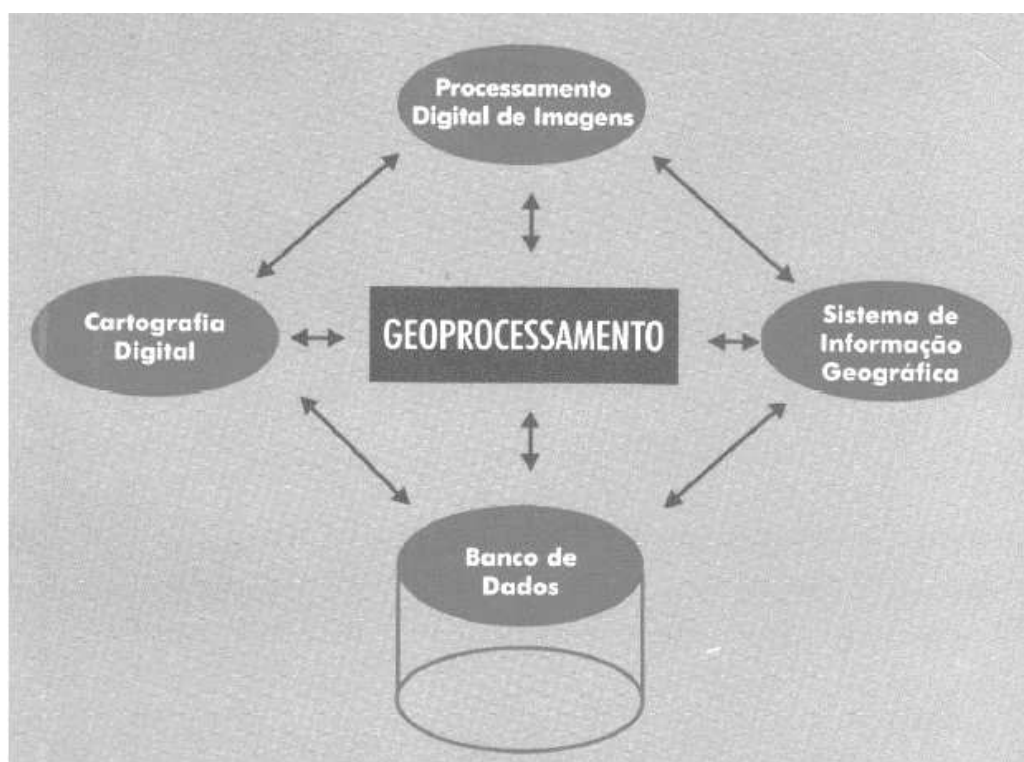 Processamento
Digital de Imagens
Cartografia
Digital
GEOPROCESSAMENTO
Sistema de
Informação
Geográfica
Banco de
Dados